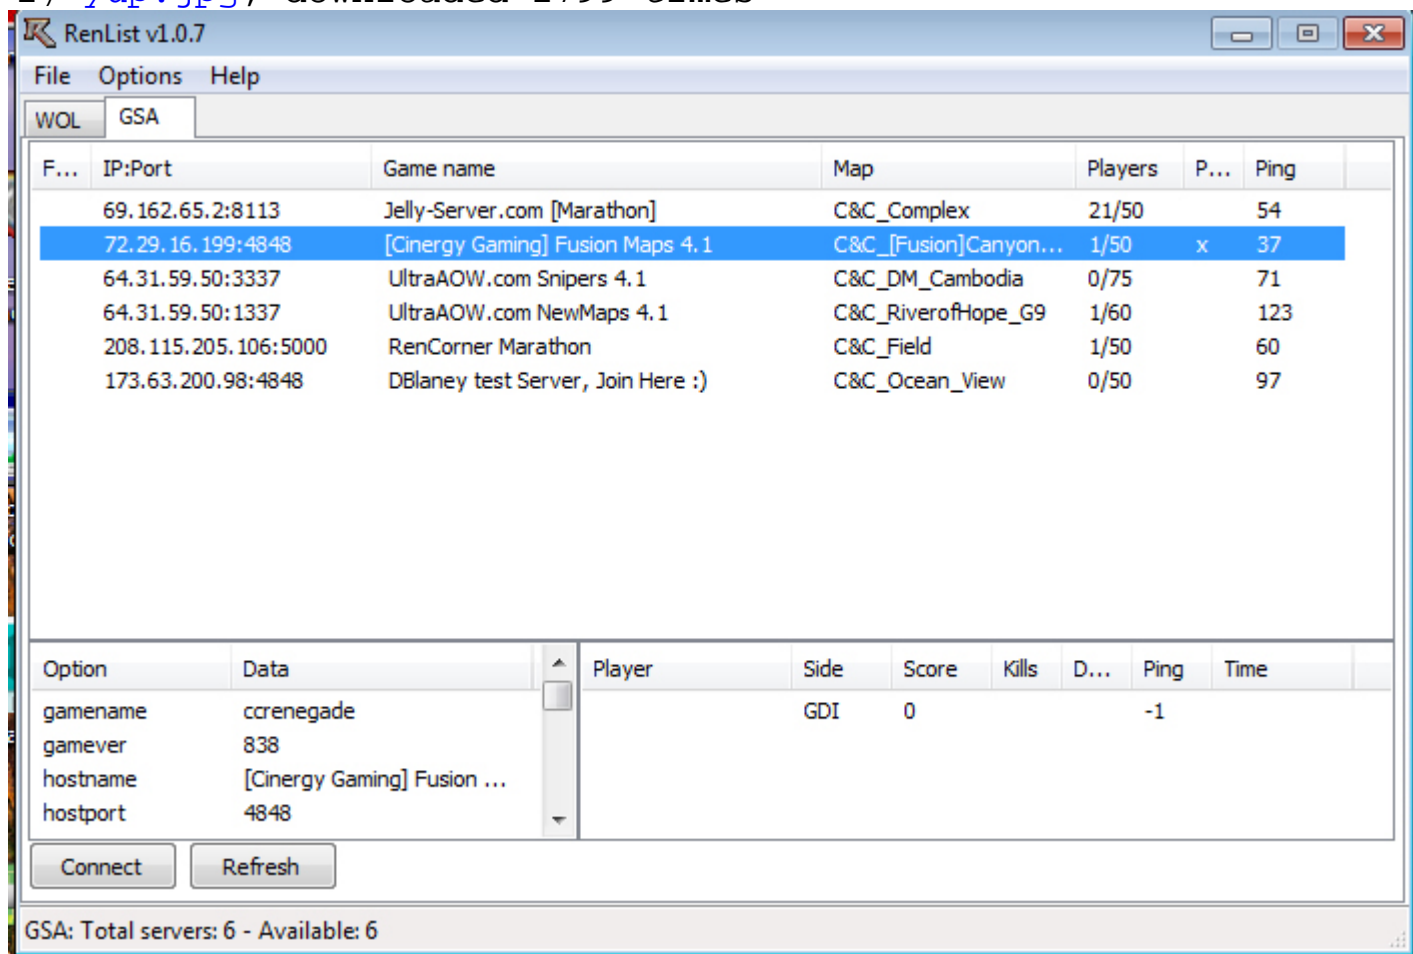 RenList v1.0.7
File Options Help
WOL GSA
F... IP:Port Game name Map Players P... Ping
69.162.65.2:8113 Jelly-Server.com [Marathon] C&C_Complex 21/50 54
72.29.16.199:4848 [Cinergy Gaming] Fusion Maps 4.1 C&C_[Fusion]Canyon... 1/50 x 37
64.31.59.50:3337 UltraAOW.com Snipers 4.1 C&C_DM_Cambodia 0/75 71
64.31.59.50:1337 UltraAOW.com NewMaps 4.1 C&C_RiverofHope_G9 1/60 123
208.115.205.106:5000 RenCorner Marathon C&C_Field 1/50 60
173.63.200.98:4848 DBlaney test Server, Join Here :) C&C_Ocean_View 0/50 97
Option Data Player Side Score Kills D... Ping Time
gamename ccrenegade GDI 0 -1
gamever 838
hostname [Cinergy Gaming] Fusion ...
hostport 4848
Connect Refresh
GSA: Total servers: 6 - Available: 6